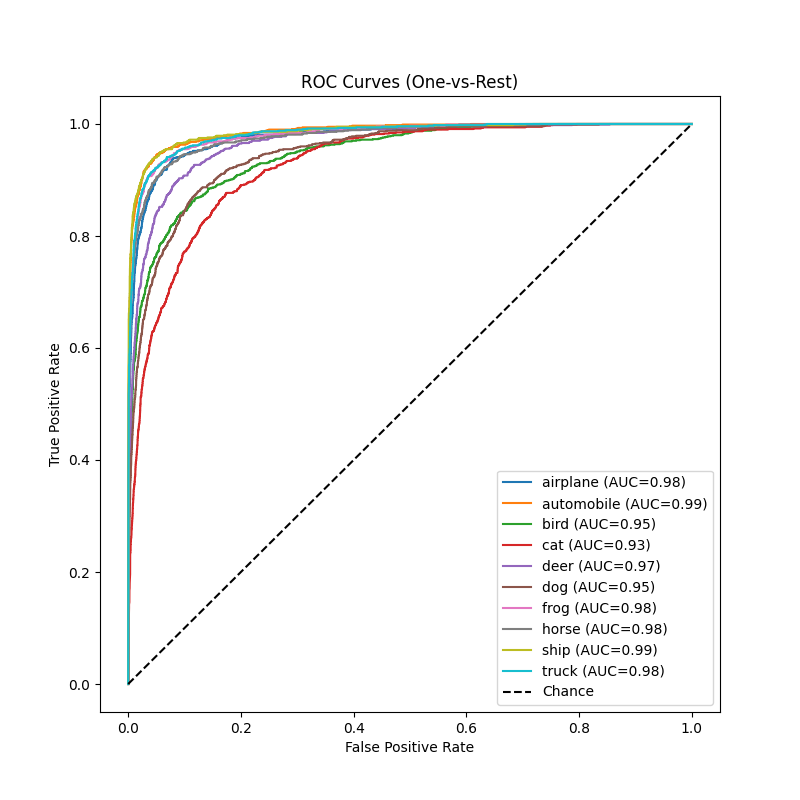 ROC Curves (One-vs-Rest)
True Positive Rate
1.0
0.8
0.6
0.4
0.2
0.0
airplane (AUC=0.98)
automobile (AUC=0.99)
bird (AUC=0.95)
cat (AUC=0.93)
deer (AUC=0.97)
dog (AUC=0.95)
frog (AUC=0.98)
horse (AUC=0.98)
ship (AUC=0.99)
truck (AUC=0.98)
Chance
0.0 0.2 0.4 0.6 0.8 1.0
False Positive Rate